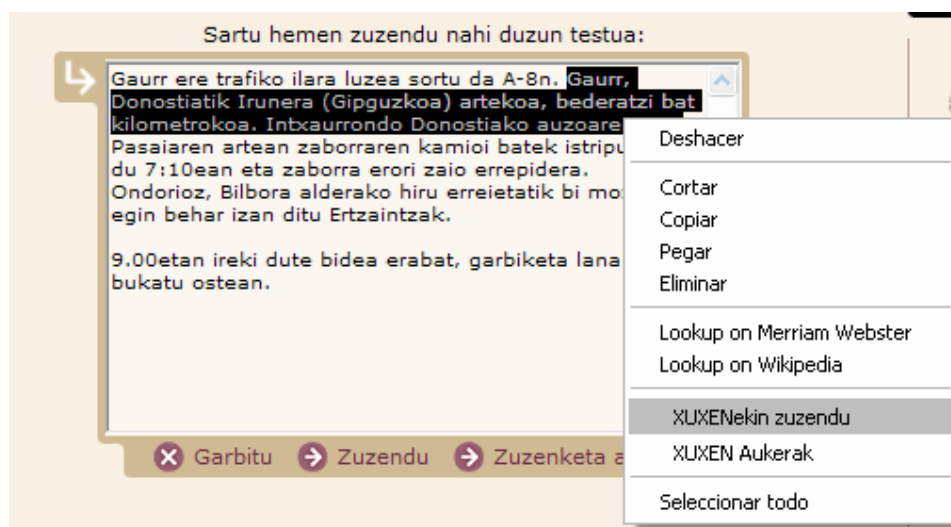 Sartu hemen zuzendu nahi duzun testua:
Gaurr ere trafiko ilara luzea sortu da A-8n. Gaurr,
Donostiatik Irunera (Gipguzkoa) artekoa, bederatzi bat
kilometrokoa. Intxaurrondo Donostiako
Pasaiaren artean zaborraren kamioi batek
du 7:10ean eta zaborra erori zaio errepidera.
Ondorioz, Bilbora alderako hiru erreietatik bi
egin behar izan ditu Ertzaintzak.
9.00etan ireki dute bidea erabat, garbiketa
bukatu ostean.
Garbitu Zuzendu Zuzenketa
Deshacer
Cortar
Copiar
Pegar
Eliminar
Lookup on Merriam Webster
Lookup on Wikipedia
XUXENekin zuzendu
XUXEN Aukerak
Seleccionar todo